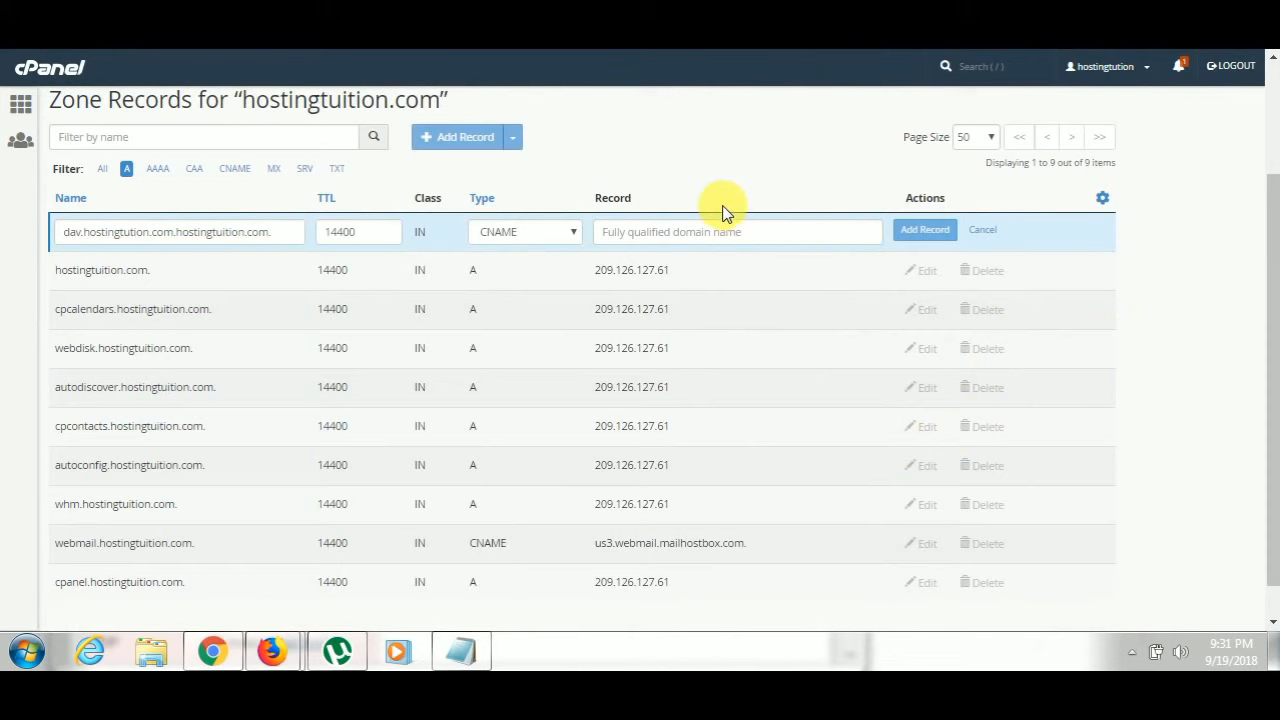 cPanel
Search ( / )
hostingtution
1
LOGOUT
Zone Records for “hostingtuition.com”
Filter by name
Add Record
Page Size 50
<< < > >>
Displaying 1 to 9 out of 9 items
Filter: All A AAAA CAA CNAME MX SRV TXT
Name TTL Class Type Record Actions
dav.hostingtution.com.hostingtuition.com. 14400 IN CNAME Fully qualified domain name Add Record Cancel
hostingtuition.com. 14400 IN A 209.126.127.61 Edit Delete
cpcalendars.hostingtuition.com. 14400 IN A 209.126.127.61 Edit Delete
webdisk.hostingtuition.com. 14400 IN A 209.126.127.61 Edit Delete
autodiscover.hostingtuition.com. 14400 IN A 209.126.127.61 Edit Delete
cpcontacts.hostingtuition.com. 14400 IN A 209.126.127.61 Edit Delete
autoconfig.hostingtuition.com. 14400 IN A 209.126.127.61 Edit Delete
whm.hostingtuition.com. 14400 IN A 209.126.127.61 Edit Delete
webmail.hostingtuition.com. 14400 IN CNAME us3.webmail.mailhostbox.com. Edit Delete
cpanel.hostingtuition.com. 14400 IN A 209.126.127.61 Edit Delete
9:31 PM
9/19/2018